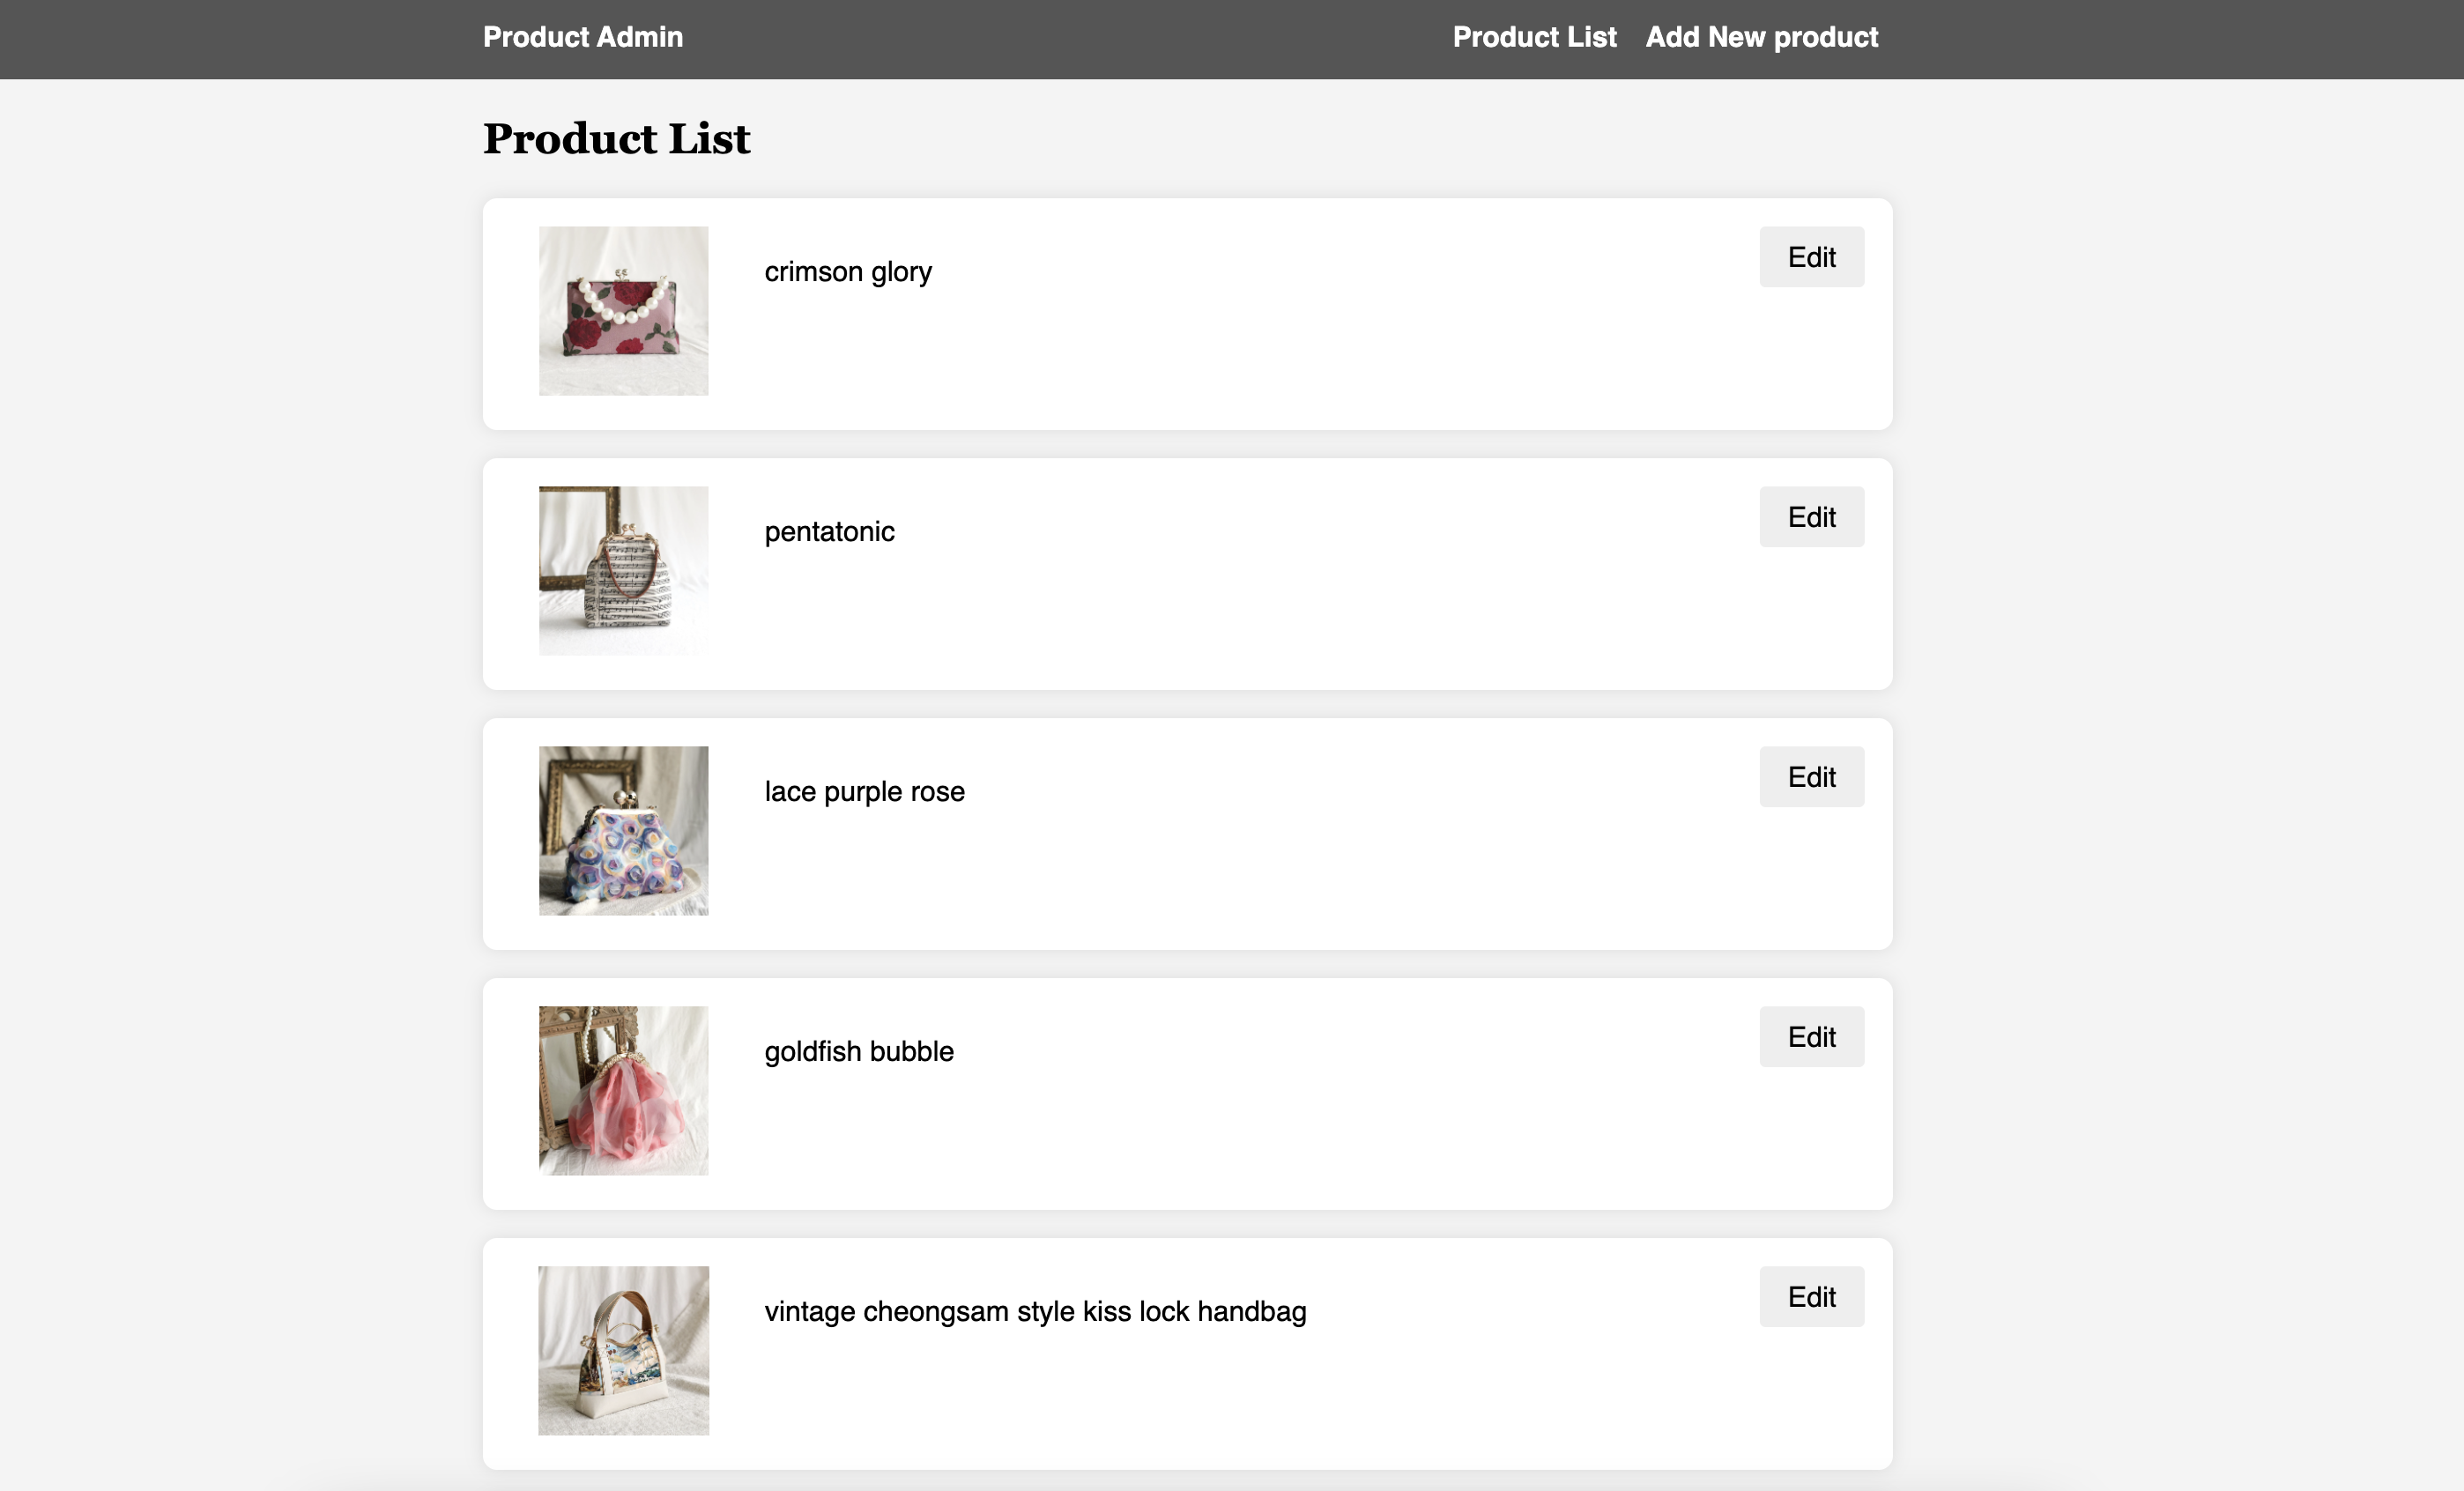 Product Admin
Product List
Add New product
Product List
crimson glory
Edit
pentatonic
Edit
lace purple rose
Edit
goldfish bubble
Edit
vintage cheongsam style kiss lock handbag
Edit